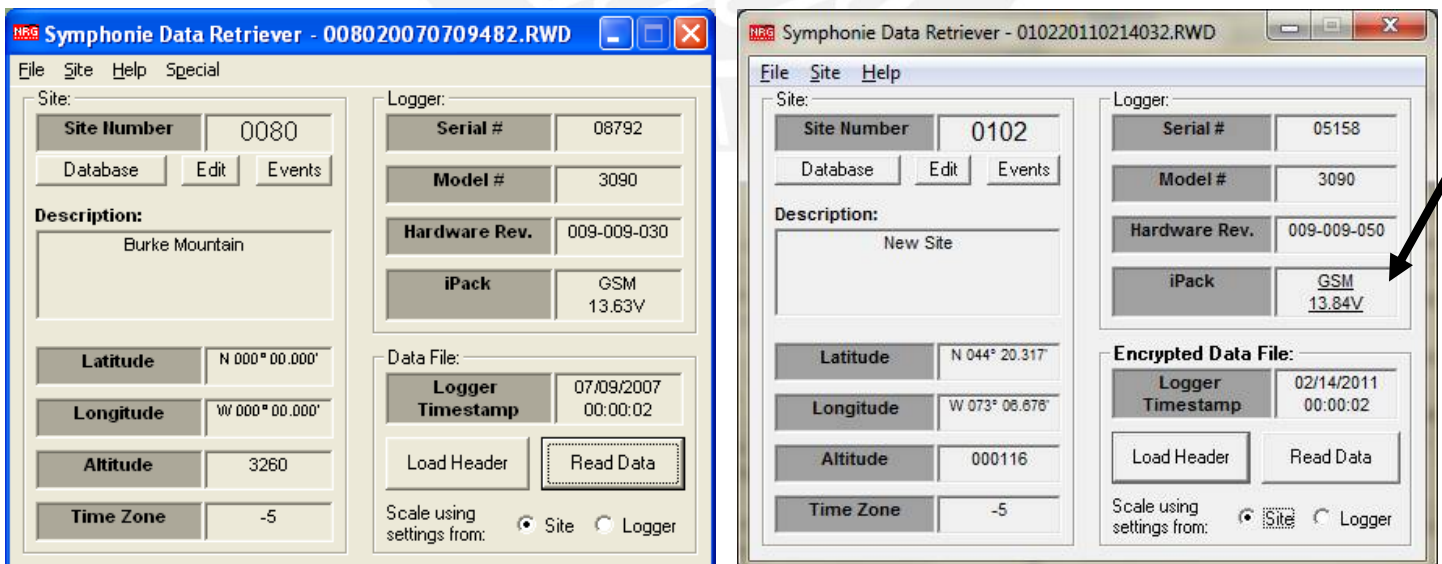 NRG Symphonie Data Retriever - 008020070709482.RWD
File Site Help Special
Site:
Site Number 0080
Database Edit Events
Description:
Burke Mountain
Latitude N 000° 00.000'
Longitude W 000° 00.000'
Altitude 3260
Time Zone -5
Logger:
Serial # 08792
Model # 3090
Hardware Rev. 009-009-030
iPack GSM
13.63V
Data File:
Logger 07/09/2007
Timestamp 00:00:02
Load Header Read Data
Scale using
settings from: Site Logger
NRG Symphonie Data Retriever - 010220110214032.RWD
File Site Help
Site:
Site Number 0102
Database Edit Events
Description:
New Site
Latitude N 044° 20.317'
Longitude W 073° 06.676'
Altitude 000116
Time Zone -5
Logger:
Serial # 05158
Model # 3090
Hardware Rev. 009-009-050
iPack GSM
13.84V
Encrypted Data File:
Logger 02/14/2011
Timestamp 00:00:02
Load Header Read Data
Scale using
settings from: Site Logger